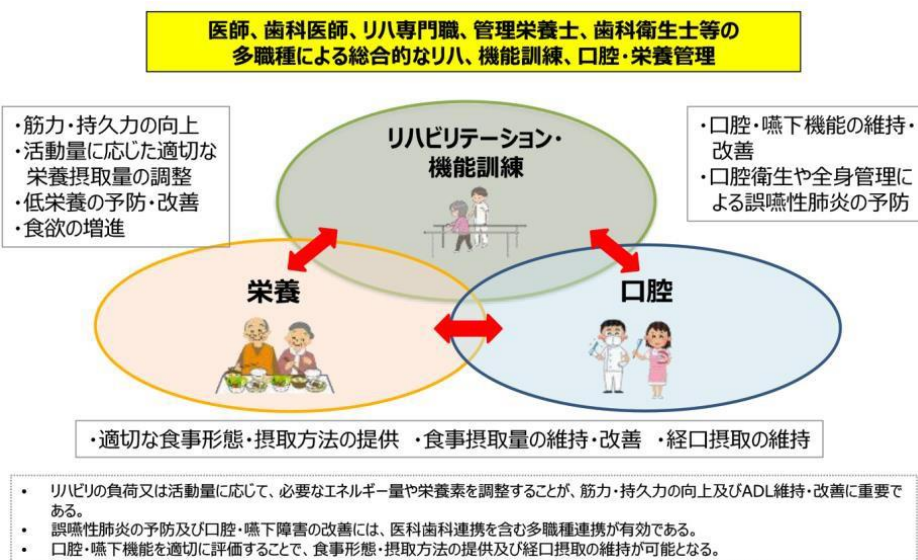 医師、歯科医師、リハ専門職、管理栄養士、歯科衛生士等の
多職種による総合的なリハ、機能訓練、口腔・栄養管理
・筋力・持久力の向上
・活動量に応じた適切な
栄養摂取量の調整
・低栄養の予防・改善
・食欲の増進
リハビリテーション・
機能訓練
・口腔・嚥下機能の維持・
改善
・口腔衛生や全身管理に
よる誤嚥性肺炎の予防
栄養
口腔
・適切な食事形態・摂取方法の提供 ・食事摂取量の維持・改善 ・経口摂取の維持
• リハビリの負荷又は活動量に応じて、必要なエネルギー量や栄養素を調整することが、筋力・持久力の向上及びADL維持・改善に重要で
ある。
• 誤嚥性肺炎の予防及び口腔・嚥下障害の改善には、医科歯科連携を含む多職種連携が有効である。
• 口腔・嚥下機能を適切に評価することで、食事形態・摂取方法の提供及び経口摂取の維持が可能となる。